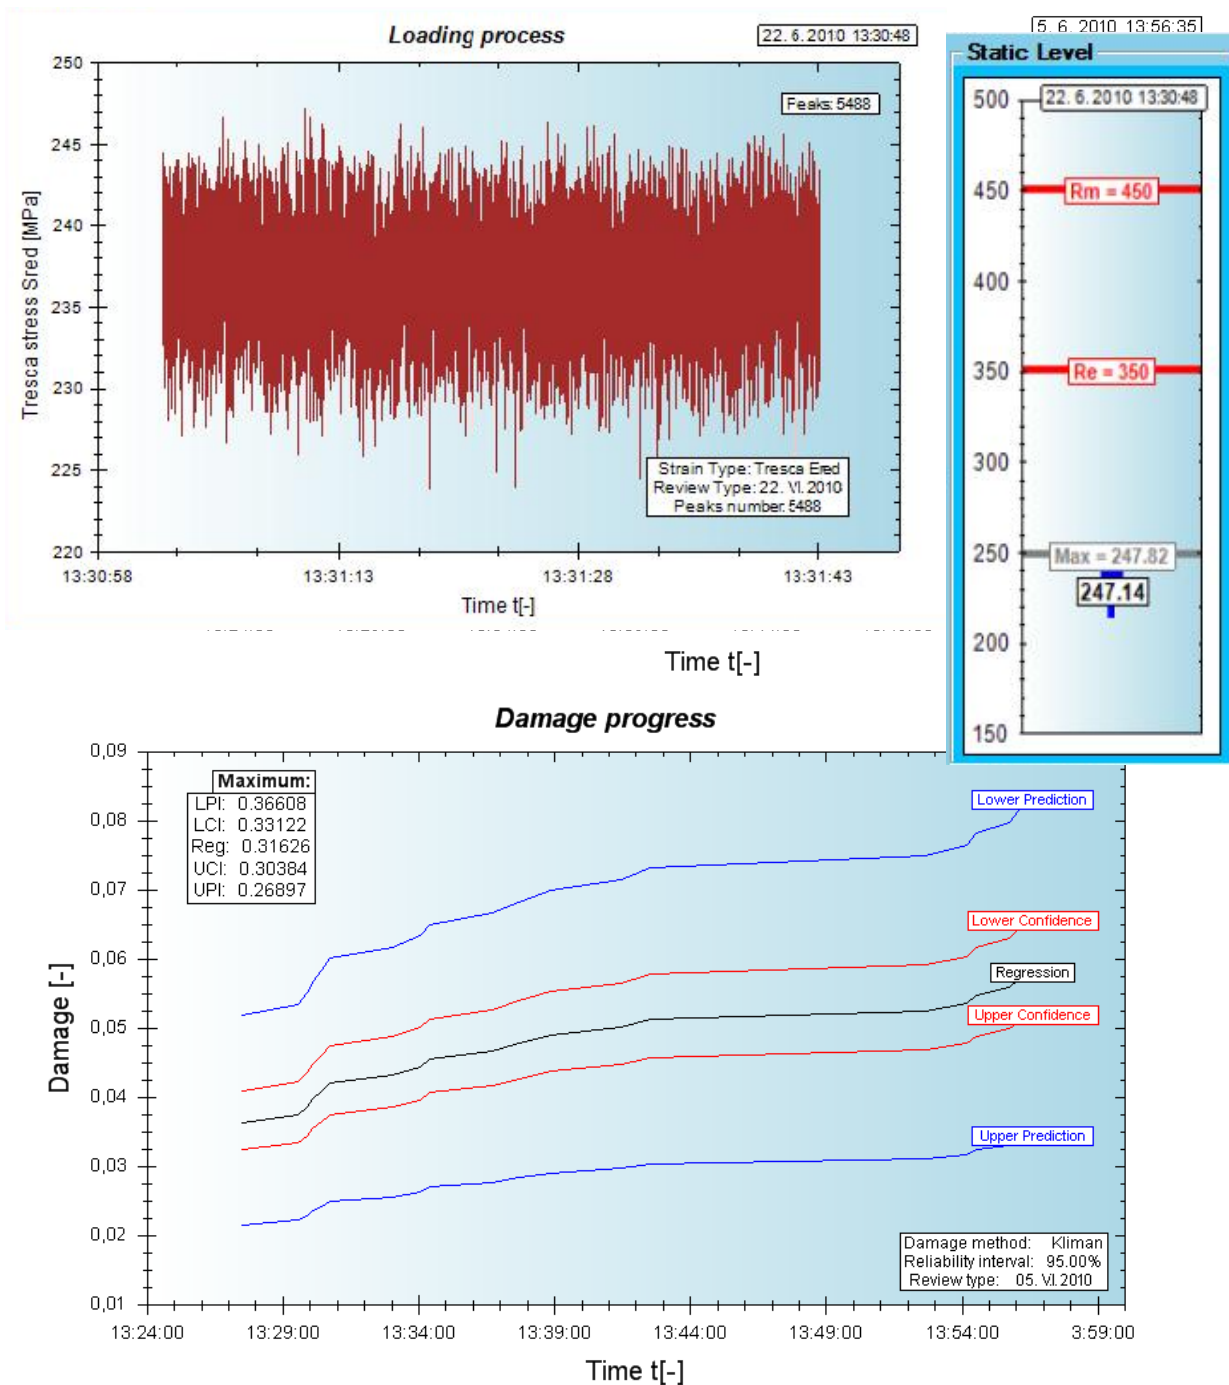 Loading process
22. 6. 2010 13:30:48
Peaks: 5488
250
245
240
235
230
225
220
Tresca stress Sred [MPa]
Strain Type: Tresca Ered
Review Type: 22. VI. 2010
Peaks number: 5488
13:30:58
13:31:13
13:31:28
13:31:43
Time t[-]
5. 6. 2010 13:56:35
Static Level
22. 6. 2010 13:30:48
500
450
400
350
300
250
200
150
Rm = 450
Re = 350
Max = 247.82
247.14
Time t[-]
Damage progress
0,09
0,08
0,07
0,06
0,05
0,04
0,03
0,02
0,01
Damage [-]
Maximum:
LPI: 0.36608
LCI: 0.33122
Reg: 0.31626
UCI: 0.30384
UPI: 0.26897
Lower Prediction
Lower Confidence
Regression
Upper Confidence
Upper Prediction
Damage method: Kliman
Reliability interval: 95.00%
Review type: 05. VI.2010
13:24:00
13:29:00
13:34:00
13:39:00
13:44:00
13:49:00
13:54:00
3:59:00
Time t[-]